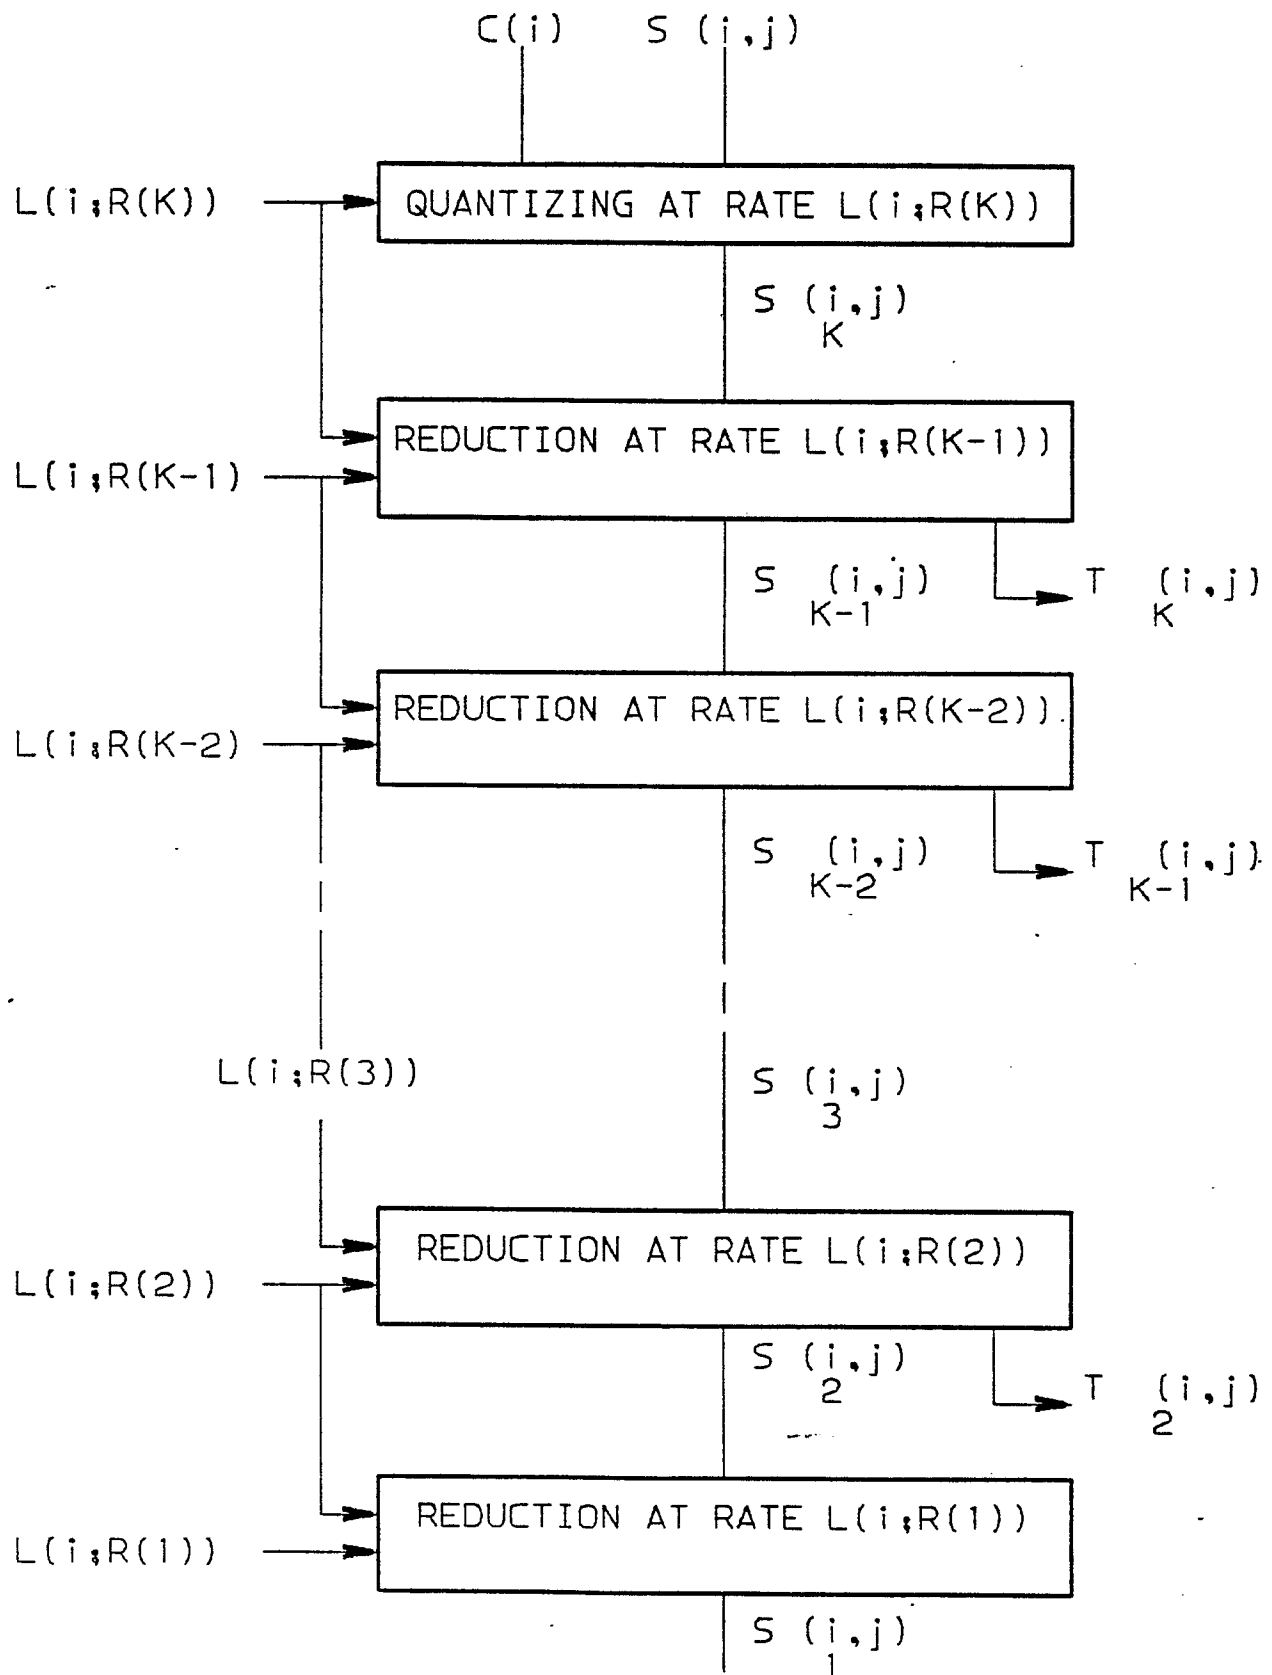 C(i) S (i,j)
L(i;R(K)) QUANTIZING AT RATE L(i;R(K))
S (i,j)
K
REDUCTION AT RATE L(i;R(K-1))
L(i;R(K-1)
S (i,j) T (i,j)
K-1 K
REDUCTION AT RATE L(i;R(K-2))
L(i;R(K-2)
S (i,j) T (i,j)
K-2 K-1
L(i;R(3)) S (i,j)
3
REDUCTION AT RATE L(i;R(2))
L(i;R(2))
S (i,j) T (i,j)
2 2
REDUCTION AT RATE L(i;R(1))
L(i;R(1))
S (i,j)
1